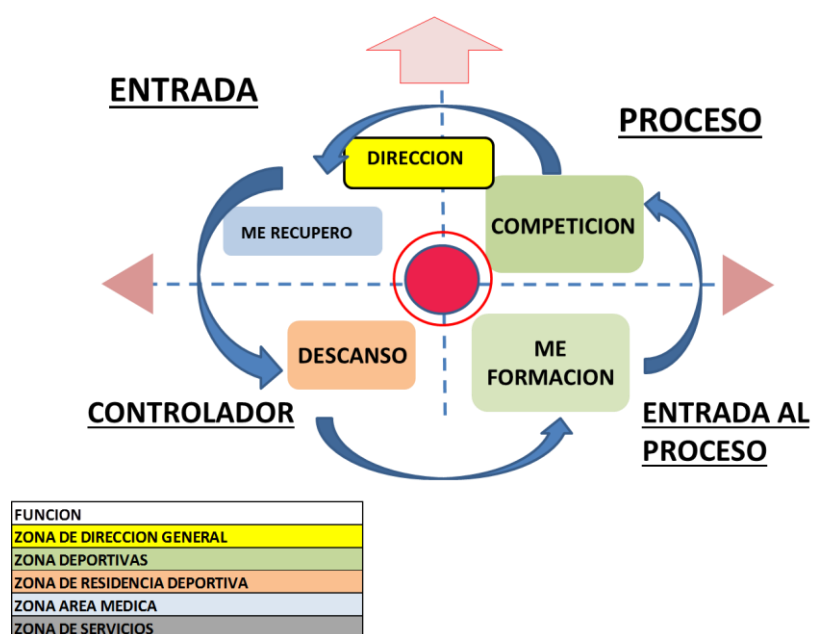 ENTRADA
PROCESO
DIRECCION
COMPETICION
ME RECUPERO
DESCANSO
ME
FORMACION
CONTROLADOR
ENTRADA AL
PROCESO
FUNCION
ZONA DE DIRECCION GENERAL
ZONA DEPORTIVAS
ZONA DE RESIDENCIA DEPORTIVA
ZONA AREA MEDICA
ZONA DE SERVICIOS